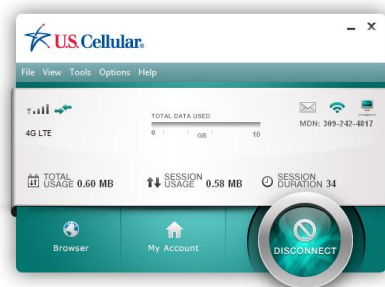 U.S. Cellular®
File View Tools Options Help
4G LTE
TOTAL DATA USED
0 GB 10
MDN: 309-242-4817
TOTAL USAGE 0.60 MB
SESSION USAGE 0.58 MB
SESSION DURATION 34
Browser
My Account
DISCONNECT